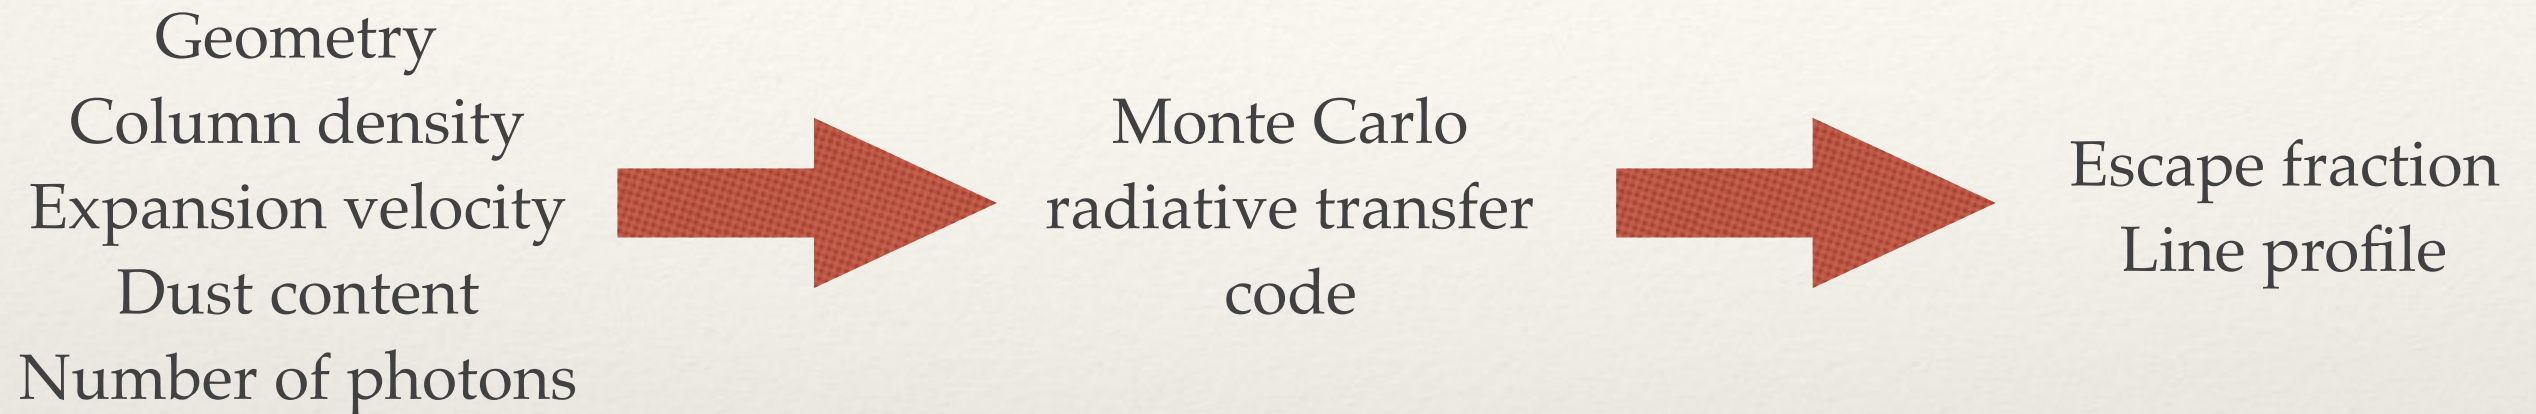 Geometry
Column density
Expansion velocity
Dust content
Number of photons
Monte Carlo
radiative transfer
code
Escape fraction
Line profile